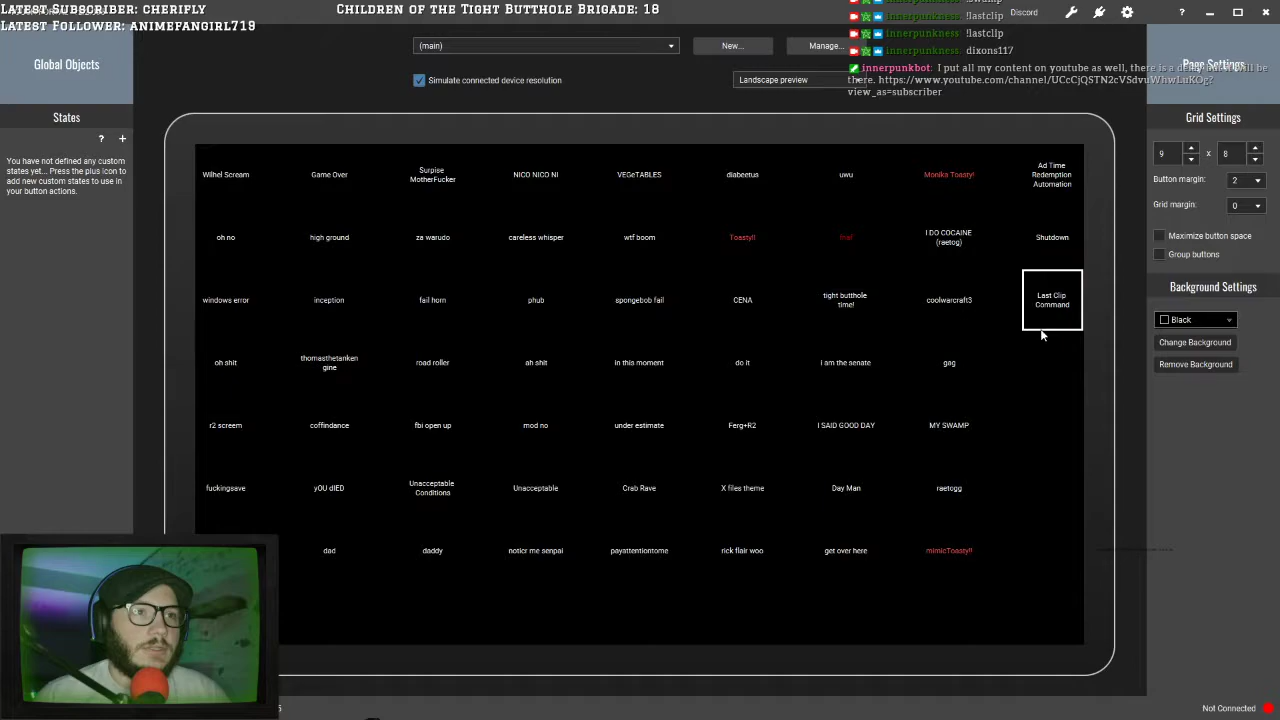 Latest Subscriber: cherifly
Latest Follower: animefangirl719
Children of the Tight Butthole Brigade: 18
innerpunkness: !lastclip
innerpunkness: !lastclip
innerpunkness: dixons117
innerpunkbot: I put all my content on youtube as well, there is a
there. https://www.youtube.com/channel/UCcCjQSTN2cVSdvuWhwLuKOg?
view_as=subscriber
Discord
?
Global Objects
(main)
New...
Manage...
Page Settings
Simulate connected device resolution
Landscape preview
States
? +
You have not defined any custom
states yet... Press the plus icon to
add new custom states to use in
your button actions.
Wilhel Scream
Game Over
Surpise
MotherFucker
NICO NICO NI
VEGeTABLES
diabeetus
uwu
Monika Toasty!
Ad Time
Redemption
Automation
oh no
high ground
za warudo
careless whisper
wtf boom
Toasty!!
I DO COCAINE
(raetog)
Shutdown
windows error
inception
fail horn
phub
spongebob fail
CENA
tight butthole
time!
coolwarcraft3
Last Clip
Command
oh shit
thomasthetanken
gine
road roller
ah shit
in this moment
do it
I am the senate
gag
r2 screem
coffindance
fbi open up
mod no
under estimate
Ferg+R2
I SAID GOOD DAY
MY SWAMP
fuckingsave
yOU dIED
Unacceptable
Conditions
Unacceptable
Crab Rave
X files theme
Day Man
raetogg
dad
daddy
noticr me senpai
payattentiontome
rick flair woo
get over here
mimicToasty!!
Grid Settings
9 x 8
Button margin: 2
Grid margin: 0
Maximize button space
Group buttons
Background Settings
Black
Change Background
Remove Background
Not Connected